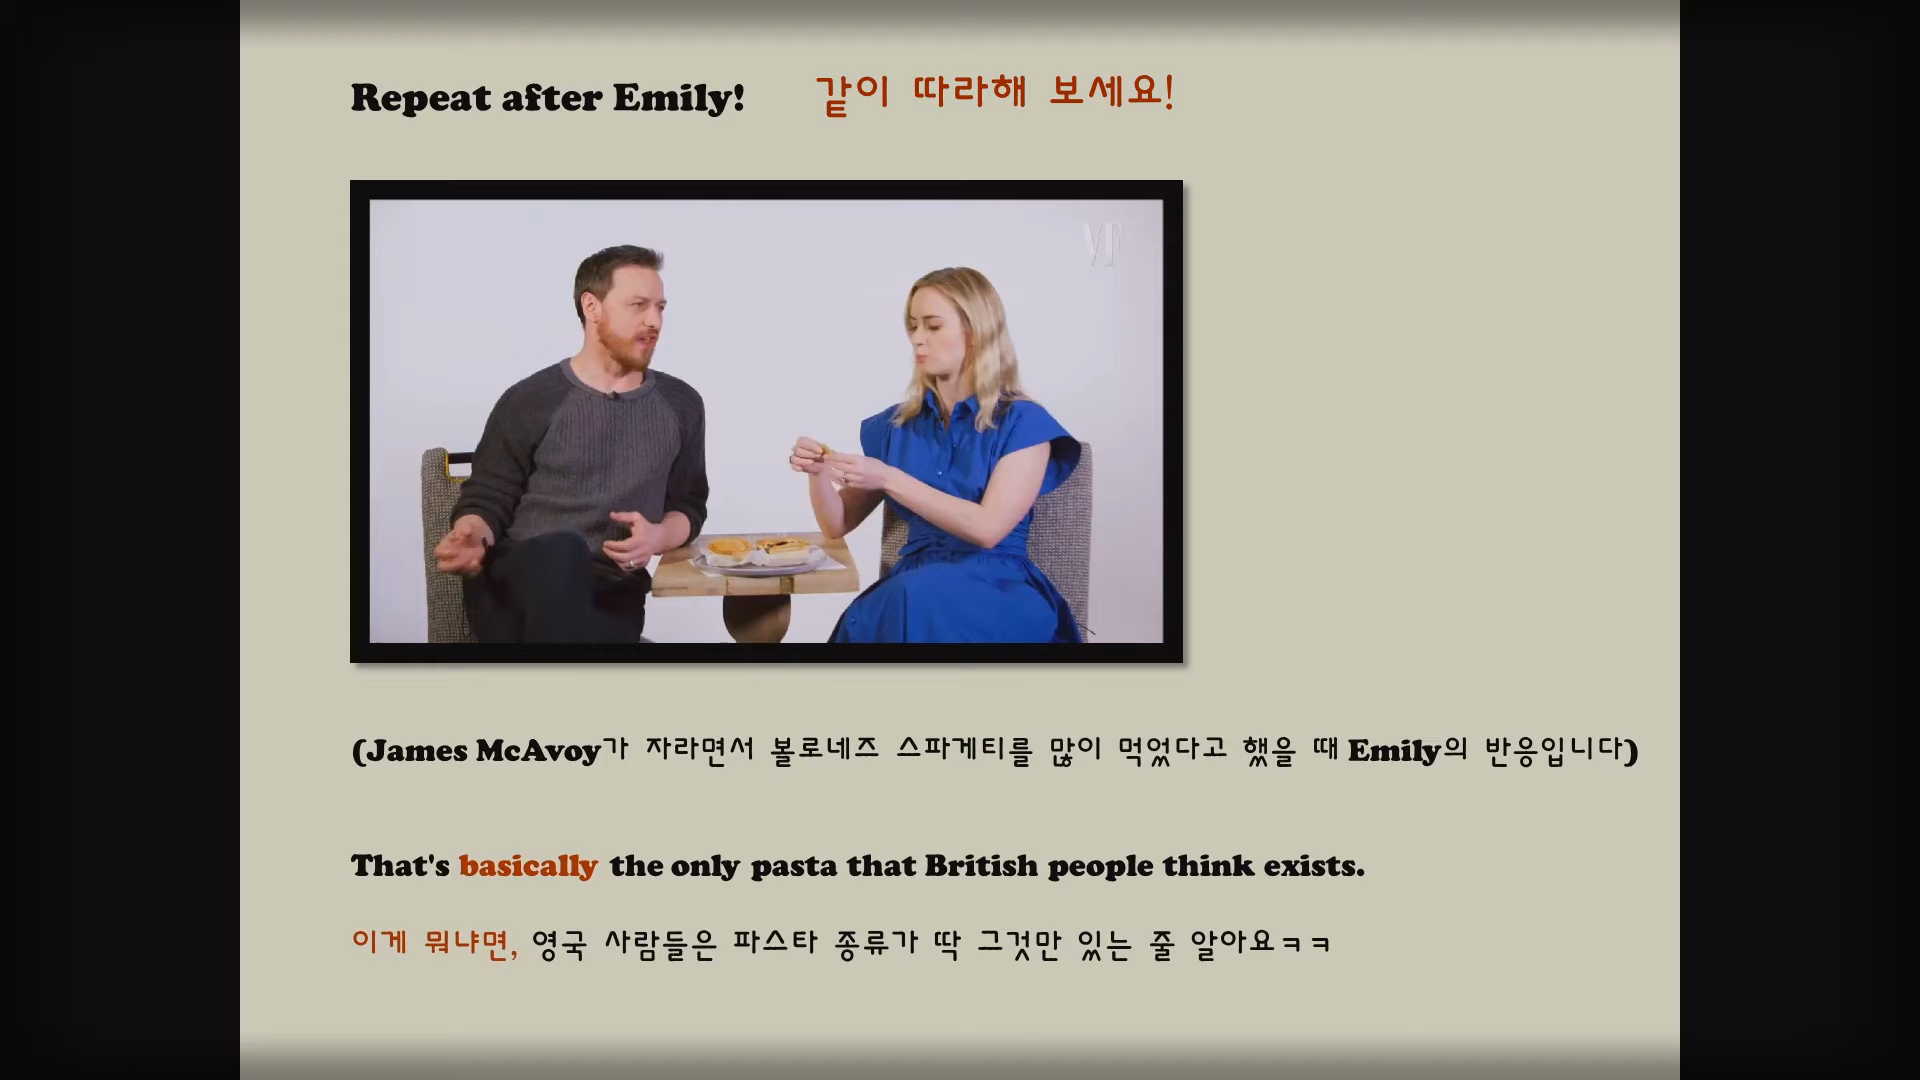 Repeat after Emily! 같이 따라해 보세요!
VF
(James McAvoy가 자라면서 볼로네즈 스파게티를 많이 먹었다고 했을 때 Emily의 반응입니다)
That's basically the only pasta that British people think exists.
이게 뭐냐면, 영국 사람들은 파스타 종류가 딱 그것만 있는 줄 알아요ㅋㅋ